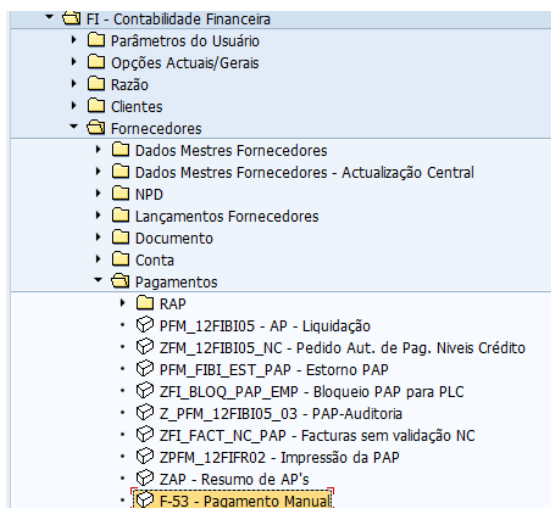 FI - Contabilidade Financeira
Parâmetros do Usuário
Opções Actuais/Gerais
Razão
Clientes
Fornecedores
Dados Mestres Fornecedores
Dados Mestres Fornecedores - Actualização Central
NPD
Lançamentos Fornecedores
Documento
Conta
Pagamentos
RAP
PFM_12FIBI05 - AP - Liquidação
ZFM_12FIBI05_NC - Pedido Aut. de Pag. Niveis Crédito
PFM_FIBI_EST_PAP - Estorno PAP
ZFI_BLOQ_PAP_EMP - Bloqueio PAP para PLC
Z_PFM_12FIBI05_03 - PAP-Auditoria
ZFI_FACT_NC_PAP - Facturas sem validação NC
ZPFM_12FIFR02 - Impressão da PAP
ZAP - Resumo de AP's
F-53 - Pagamento Manual